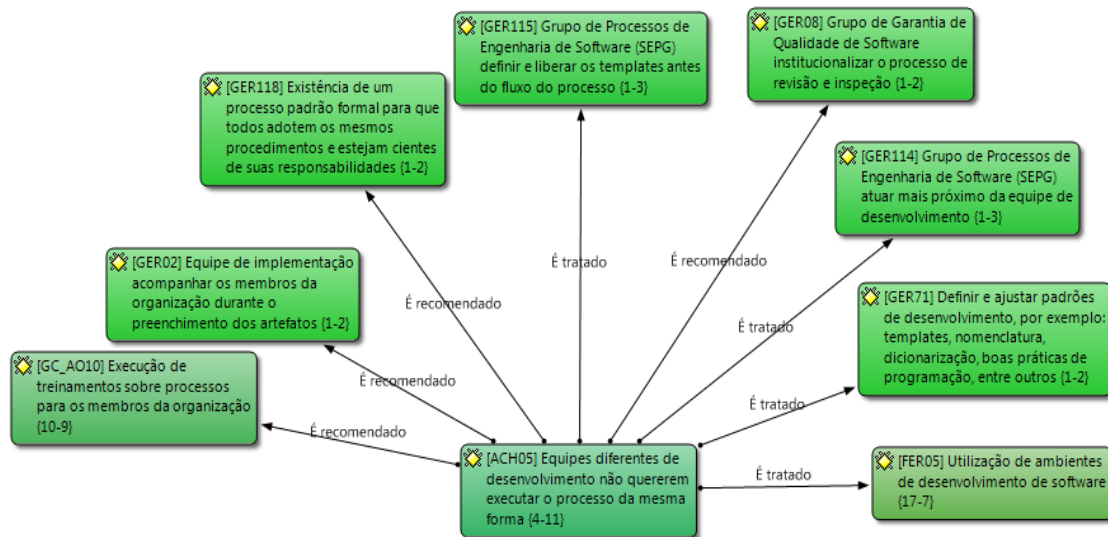 [GER115] Grupo de Processos de
Engenharia de Software (SEPG)
definir e liberar os templates antes
do fluxo do processo {1-3}
[GER08] Grupo de Garantia de
Qualidade de Software
institucionalizar o processo de
revisão e inspeção {1-2}
[GER118] Existência de um
processo padrão formal para que
todos adotem os mesmos
procedimentos e estejam cientes
de suas responsabilidades {1-2}
[GER114] Grupo de Processos de
Engenharia de Software (SEPG)
atuar mais próximo da equipe de
desenvolvimento {1-3}
[GER02] Equipe de implementação
acompanhar os membros da
organização durante o
preenchimento dos artefatos {1-2}
É tratado
É recomendado
É recomendado
É tratado
[GER71] Definir e ajustar padrões
de desenvolvimento, por exemplo:
templates, nomenclatura,
dicionarização, boas práticas de
programação, entre outros {1-2}
[GC_AO10] Execução de
treinamentos sobre processos
para os membros da organização
{10-9}
É recomendado
É tratado
É recomendado
[ACH05] Equipes diferentes de
desenvolvimento não quererem
executar o processo da mesma
forma {4-11}
É tratado
[FER05] Utilização de ambientes
de desenvolvimento de software
{17-7}